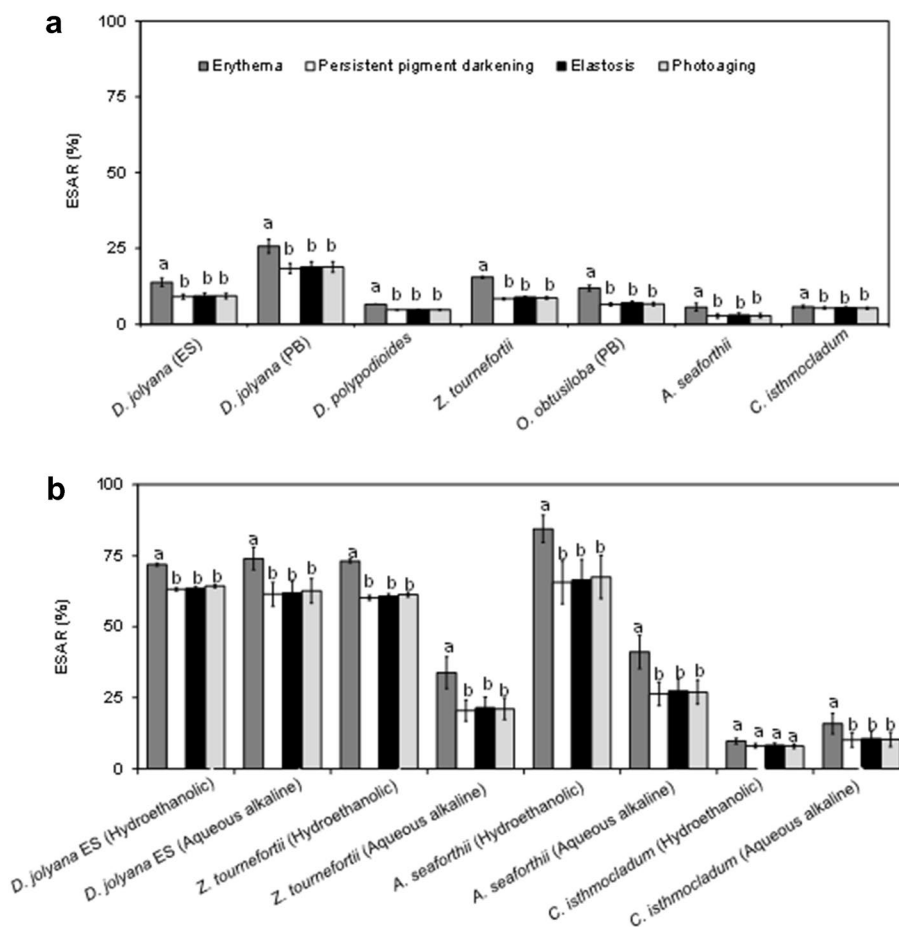 a
100
75
50
25
0
ESAR (%)
Erythema Persistent pigment darkening Elastosis Photoaging
a b b b a b b b a b b b a b b b a b b b a b b b a b b b
D. jolyana (ES)
D. jolyana (PB)
D. polypodioides
Z. tournefortii
O. obtusiloba (PB)
A. seaforthii
C. isthmocladum
b
100
75
50
25
0
ESAR (%)
a b b b a b b b a b b b a b b b a b b b a b b b a a a a a b b b
D. jolyana ES (Hydroethanolic)
D. jolyana ES (Aqueous alkaline)
Z. tournefortii (Hydroethanolic)
Z. tournefortii (Aqueous alkaline)
A. seaforthii (Hydroethanolic)
A. seaforthii (Aqueous alkaline)
C. isthmocladum (Hydroethanolic)
C. isthmocladum (Aqueous alkaline)